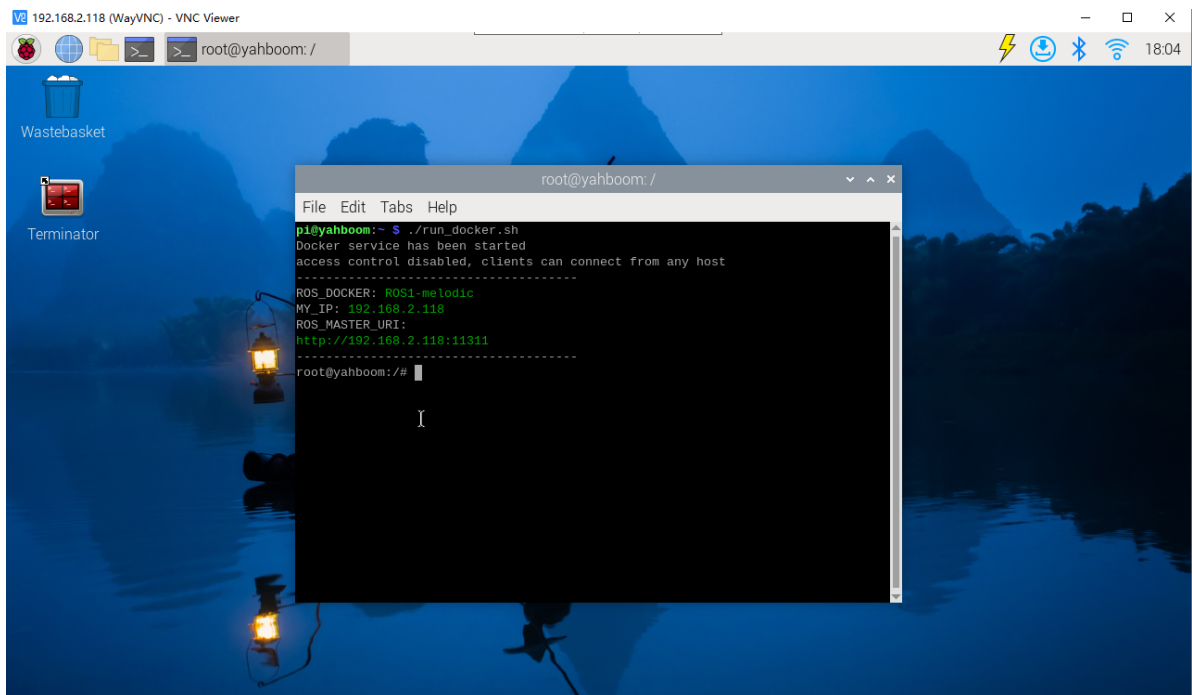 192.168.2.118 (WayVNC) - VNC Viewer
root@yahboom: /
18:04
Wastebasket
Terminator
root@yahboom: /
File Edit Tabs Help
pi@yahboom:~ $ ./run_docker.sh
Docker service has been started
access control disabled, clients can connect from any host
--------------------------------------
ROS_DOCKER: ROS1-melodic
MY_IP: 192.168.2.118
ROS_MASTER_URI:
http://192.168.2.118:11311
--------------------------------------
root@yahboom:/#